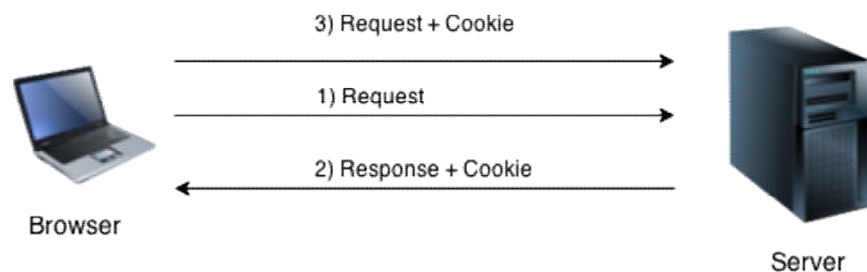 3) Request + Cookie
1) Request
2) Response + Cookie
Browser
Server